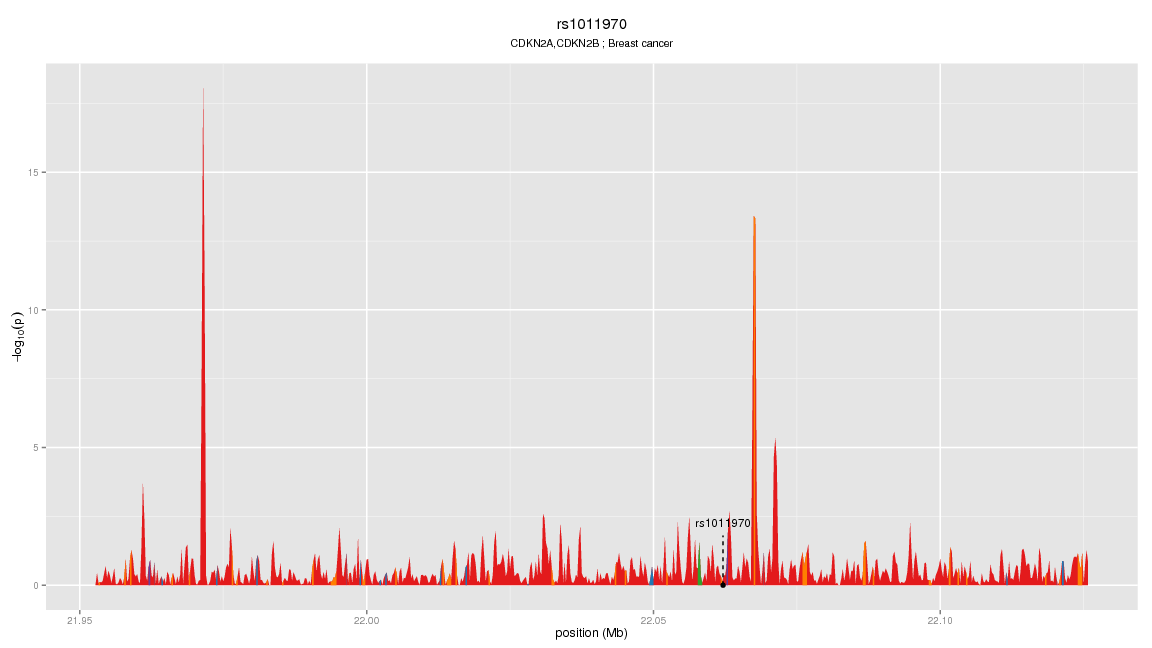 rs1011970
CDKN2A,CDKN2B ; Breast cancer
15
10
5
0
−log10(p)
rs1011970
21.95 22.00 22.05 22.10
position (Mb)